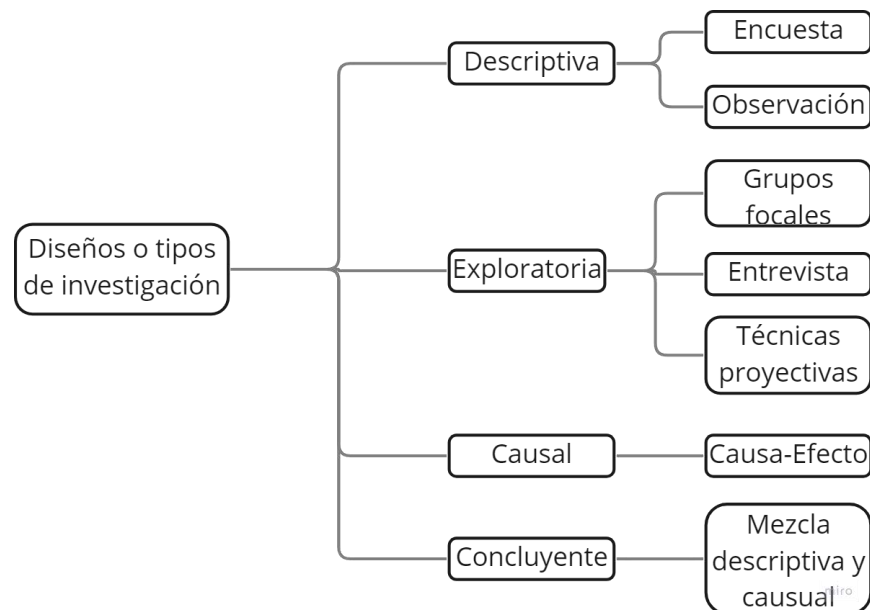 Diseños o tipos
de investigación
Descriptiva
Encuesta
Observación
Exploratoria
Grupos
focales
Entrevista
Técnicas
proyectivas
Causal
Causa-Efecto
Concluyente
Mezcla
descriptiva y
causual
miro